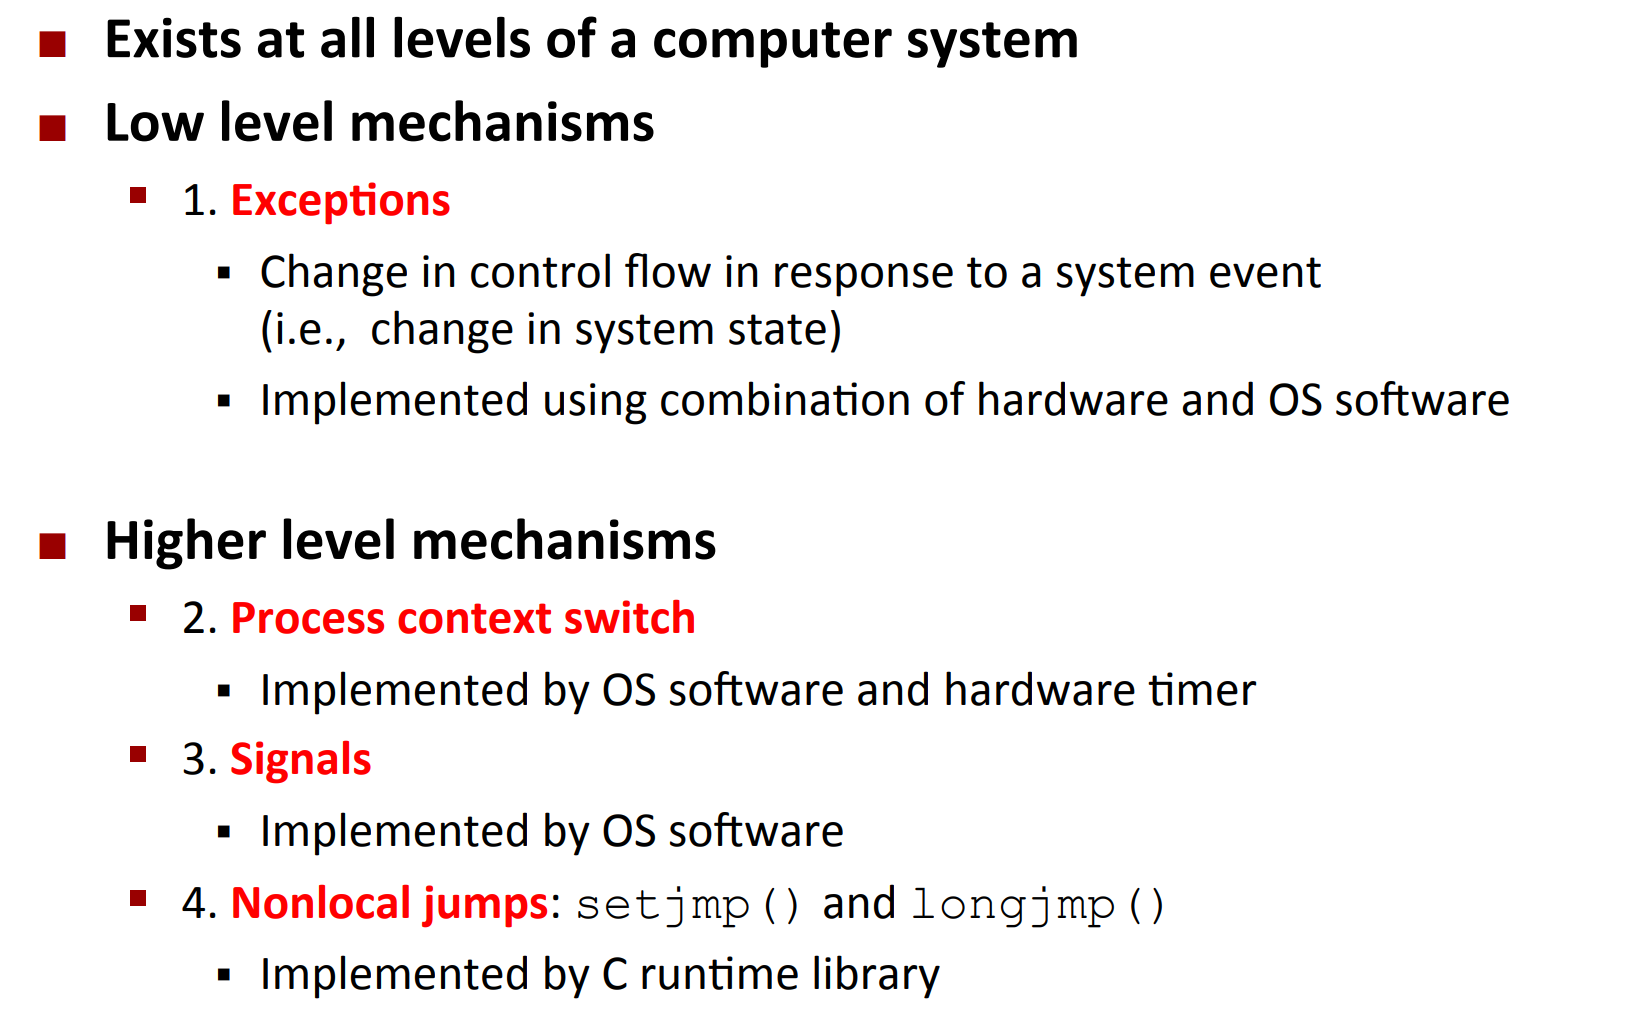 Exists at all levels of a computer system
Low level mechanisms
1. Exceptions
Change in control flow in response to a system event
(i.e., change in system state)
Implemented using combination of hardware and OS software
Higher level mechanisms
2. Process context switch
Implemented by OS software and hardware timer
3. Signals
Implemented by OS software
4. Nonlocal jumps: setjmp() and longjmp()
Implemented by C runtime library